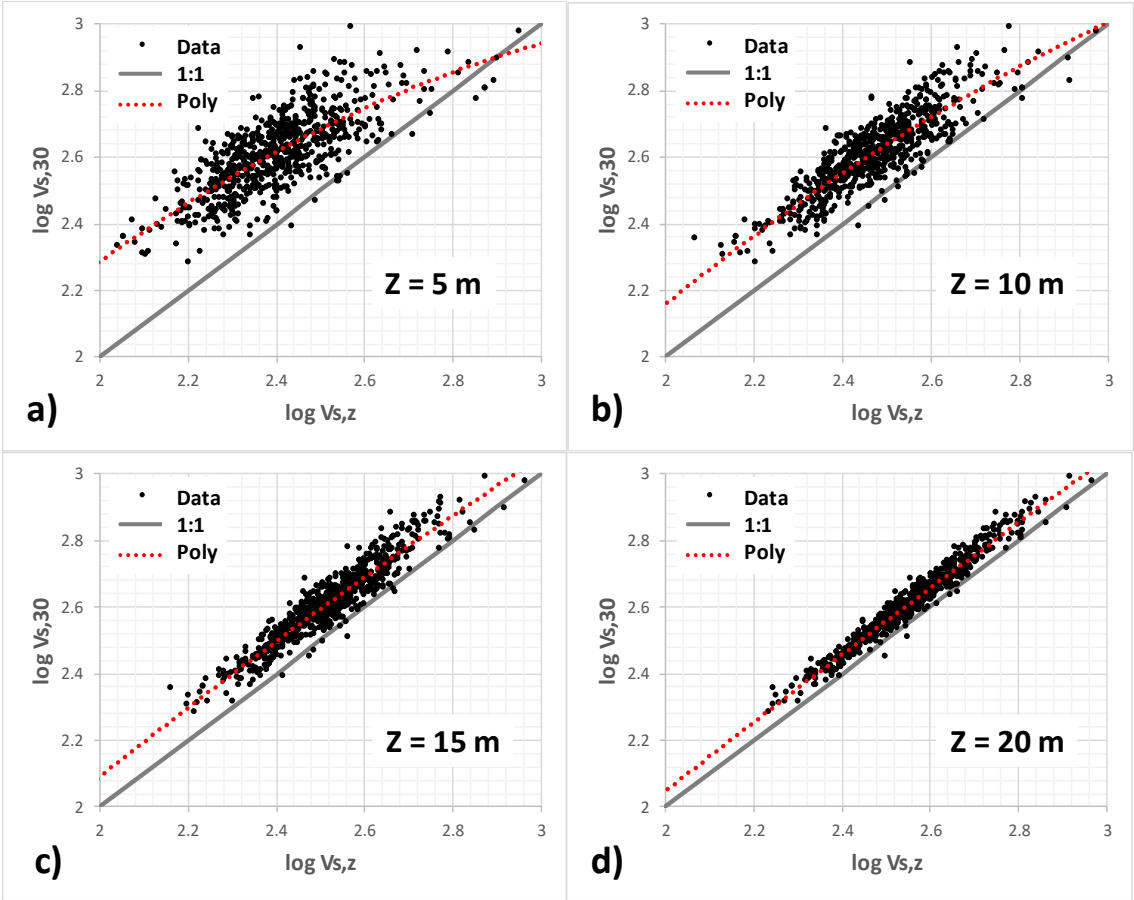 3
2.8
2.6
2.4
2.2
2
2
2.2
2.4
2.6
2.8
3
log Vs,30
log Vs,z
Data
1:1
Poly
Z = 5 m
a)
3
2.8
2.6
2.4
2.2
2
2
2.2
2.4
2.6
2.8
3
log Vs,30
log Vs,z
Data
1:1
Poly
Z = 10 m
b)
3
2.8
2.6
2.4
2.2
2
2
2.2
2.4
2.6
2.8
3
log Vs,30
log Vs,z
Data
1:1
Poly
Z = 15 m
c)
3
2.8
2.6
2.4
2.2
2
2
2.2
2.4
2.6
2.8
3
log Vs,30
log Vs,z
Data
1:1
Poly
Z = 20 m
d)